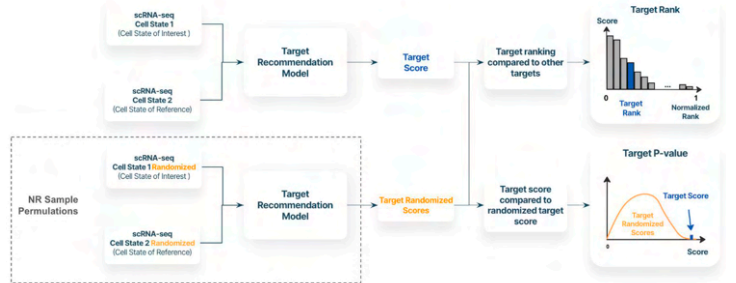 scRNA-seq
Cell State 1
(Cell State of Interest )
scRNA-seq
Cell State 2
(Cell State of Reference)
Target
Recommendation
Model
Target
Score
Target ranking
compared to other
targets
Target Rank
Score
0
...
1
Target
Rank
Normalized
Rank
NR Sample
Permulations
scRNA-seq
Cell State 1 Randomized
(Cell State of Interest )
scRNA-seq
Cell State 2 Randomized
(Cell State of Reference)
Target
Recommendation
Model
Target Randomized
Scores
Target score
compared to
randomized target
score
Target P-value
Target Score
Target
Randomized
Scores
0
Score